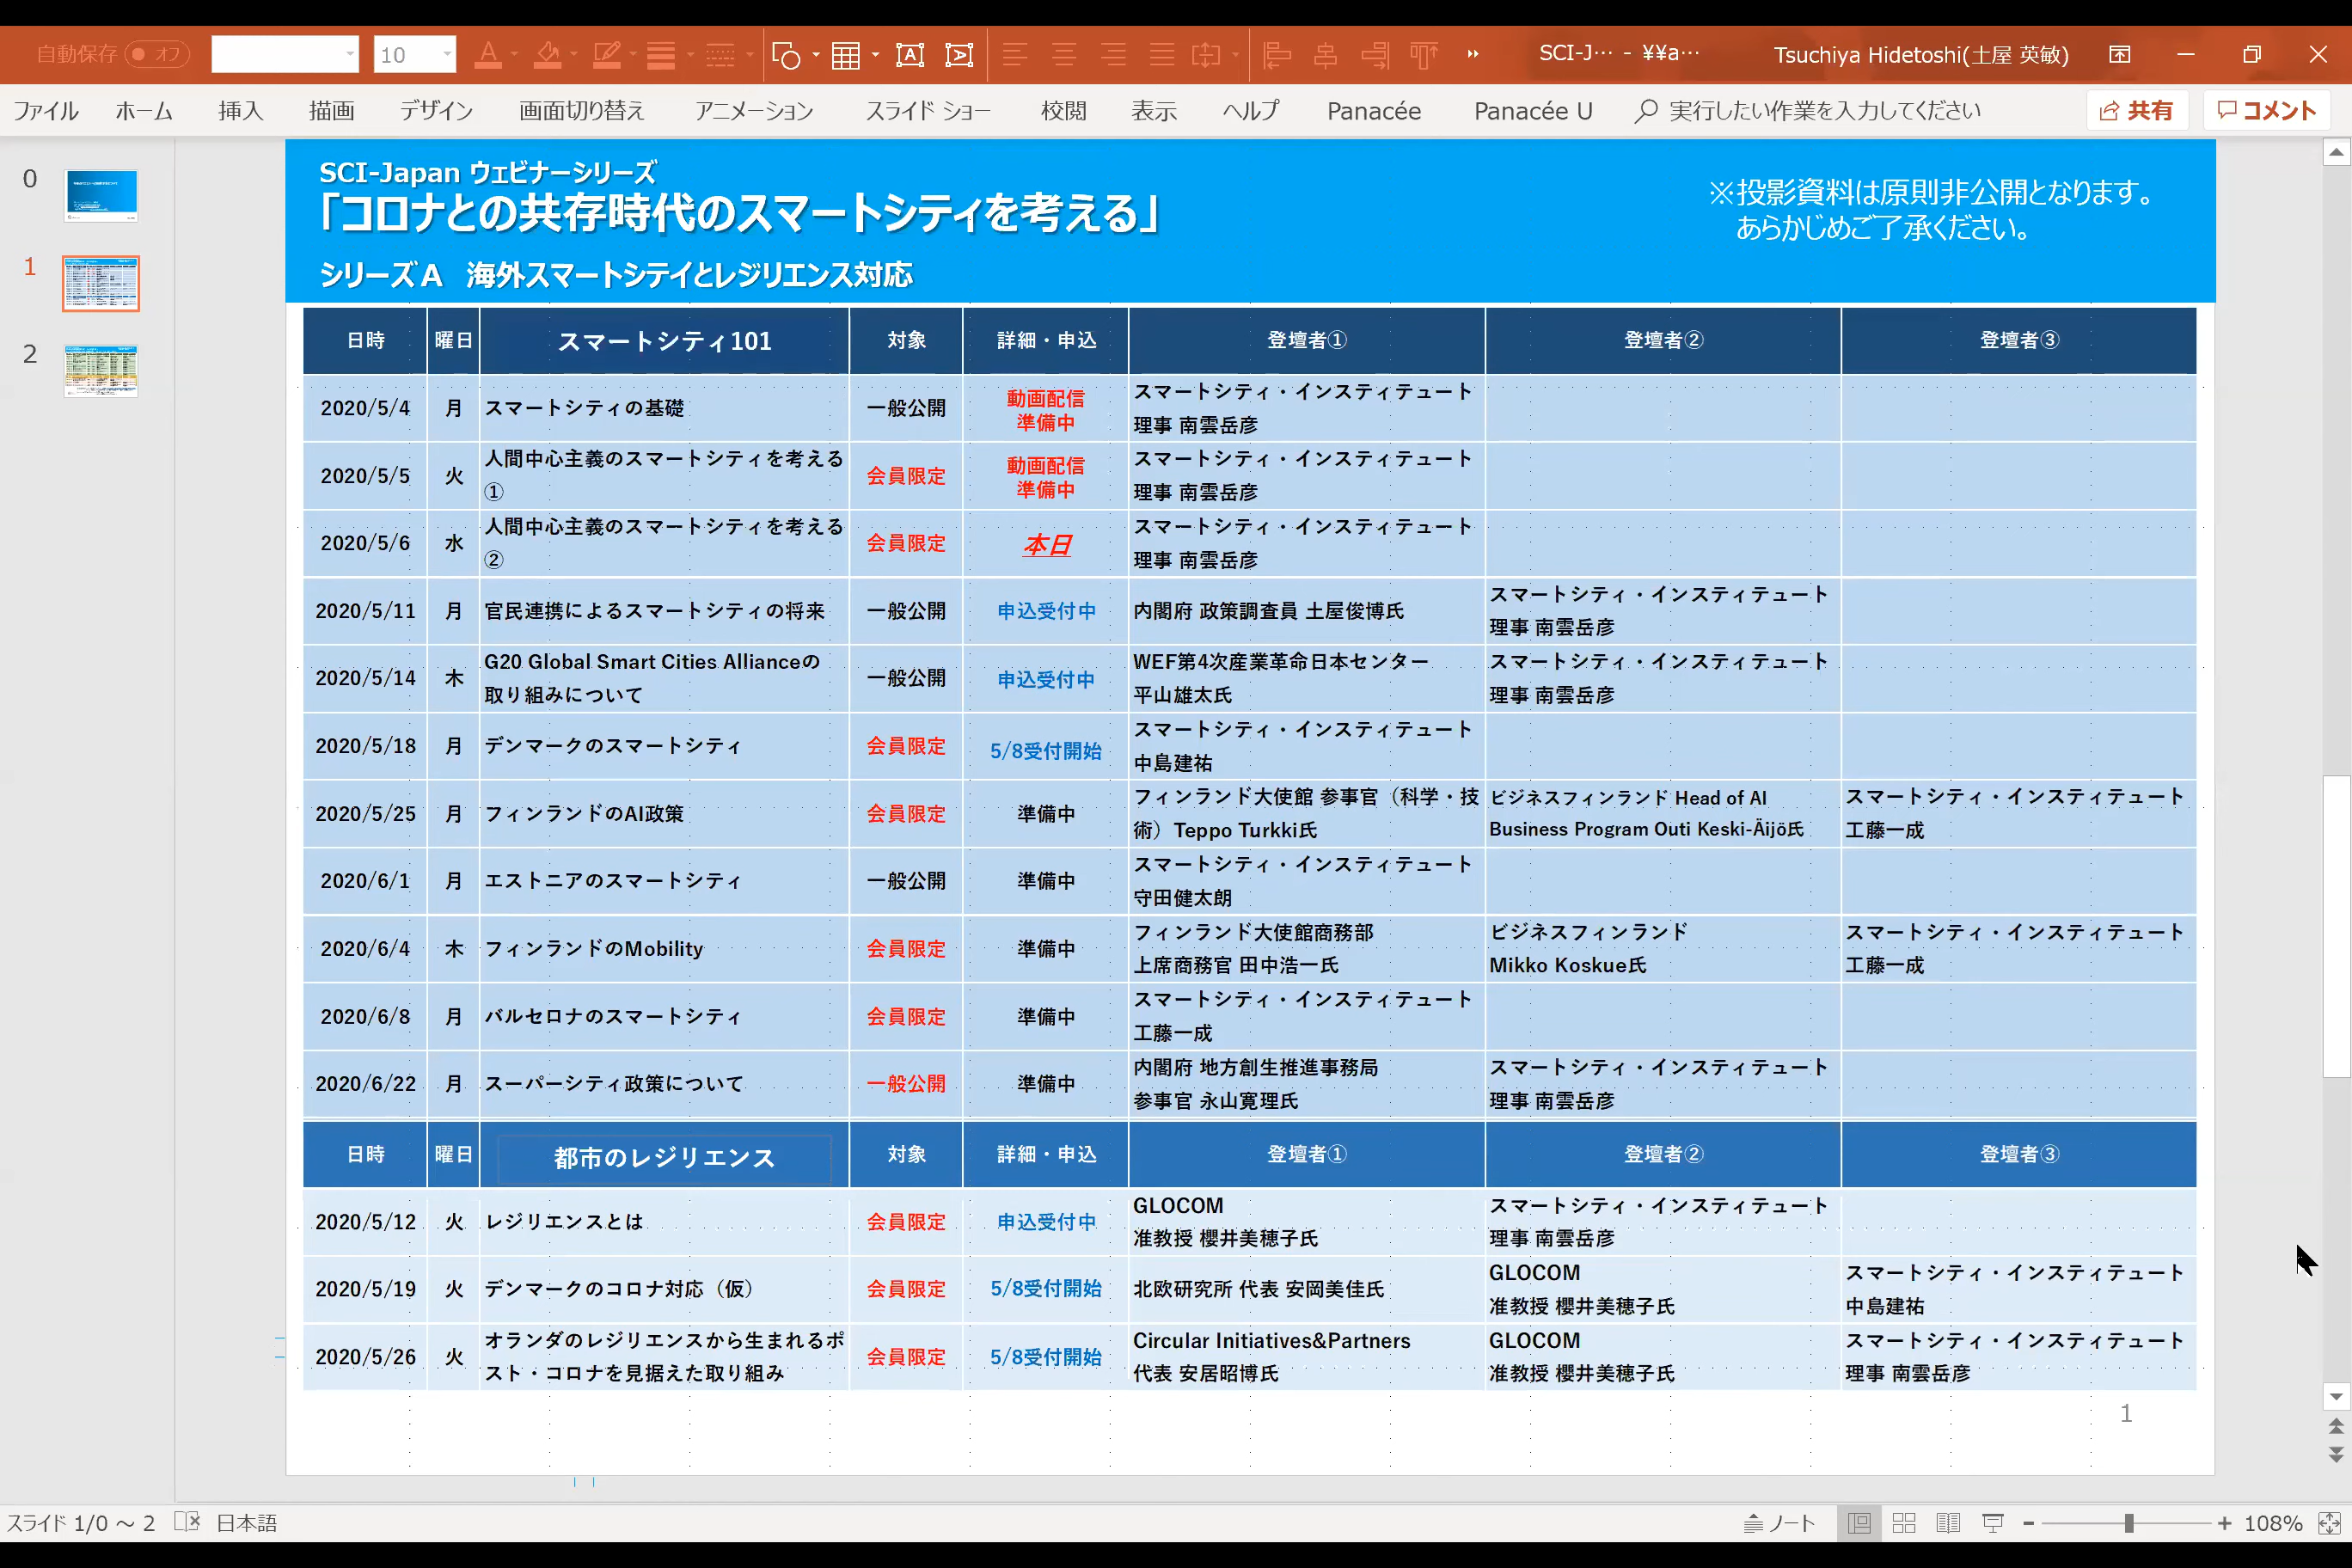 自動保存 オフ 10 SCI-J… - ¥¥a… Tsuchiya Hidetoshi(土屋 英敏)
ファイル ホーム 挿入 描画 デザイン 画面切り替え アニメーション スライド ショー 校閲 表示 ヘルプ Panacée Panacée U 実行したい作業を入力してください 共有 コメント
0
1
2
SCI-Japan ウェビナーシリーズ
「コロナとの共存時代のスマートシティを考える」
シリーズA 海外スマートシテイとレジリエンス対応
※投影資料は原則非公開となります。
あらかじめご了承ください。
日時 曜日 スマートシティ101 対象 詳細・申込 登壇者① 登壇者② 登壇者③
2020/5/4 月 スマートシティの基礎 一般公開 動画配信
準備中
スマートシティ・インスティテュート
理事 南雲岳彦
2020/5/5 火 人間中心主義のスマートシティを考える
①
会員限定 動画配信
準備中
スマートシティ・インスティテュート
理事 南雲岳彦
2020/5/6 水 人間中心主義のスマートシティを考える
②
会員限定 本日 スマートシティ・インスティテュート
理事 南雲岳彦
2020/5/11 月 官民連携によるスマートシティの将来 一般公開 申込受付中 内閣府 政策調査員 土屋俊博氏 スマートシティ・インスティテュート
理事 南雲岳彦
2020/5/14 木 G20 Global Smart Cities Allianceの
取り組みについて
一般公開 申込受付中 WEF第4次産業革命日本センター
平山雄太氏
スマートシティ・インスティテュート
理事 南雲岳彦
2020/5/18 月 デンマークのスマートシティ 会員限定 5/8受付開始 スマートシティ・インスティテュート
中島建祐
2020/5/25 月 フィンランドのAI政策 会員限定 準備中 フィンランド大使館 参事官（科学・技
術）Teppo Turkki氏
ビジネスフィンランド Head of AI
Business Program Outi Keski-Äijö氏
スマートシティ・インスティテュート
工藤一成
2020/6/1 月 エストニアのスマートシティ 一般公開 準備中 スマートシティ・インスティテュート
守田健太朗
2020/6/4 木 フィンランドのMobility 会員限定 準備中 フィンランド大使館商務部
上席商務官 田中浩一氏
ビジネスフィンランド
Mikko Koskue氏
スマートシティ・インスティテュート
工藤一成
2020/6/8 月 バルセロナのスマートシティ 会員限定 準備中 スマートシティ・インスティテュート
工藤一成
2020/6/22 月 スーパーシティ政策について 一般公開 準備中 内閣府 地方創生推進事務局
参事官 永山寛理氏
スマートシティ・インスティテュート
理事 南雲岳彦
日時 曜日 都市のレジリエンス 対象 詳細・申込 登壇者① 登壇者② 登壇者③
2020/5/12 火 レジリエンスとは 会員限定 申込受付中 GLOCOM
准教授 櫻井美穂子氏
スマートシティ・インスティテュート
理事 南雲岳彦
2020/5/19 火 デンマークのコロナ対応（仮） 会員限定 5/8受付開始 北欧研究所 代表 安岡美佳氏 GLOCOM
准教授 櫻井美穂子氏
スマートシティ・インスティテュート
中島建祐
2020/5/26 火 オランダのレジリエンスから生まれるポ
スト・コロナを見据えた取り組み
会員限定 5/8受付開始 Circular Initiatives&Partners
代表 安居昭博氏
GLOCOM
准教授 櫻井美穂子氏
スマートシティ・インスティテュート
理事 南雲岳彦
1
スライド 1/0 ～ 2 日本語 ノート 108%